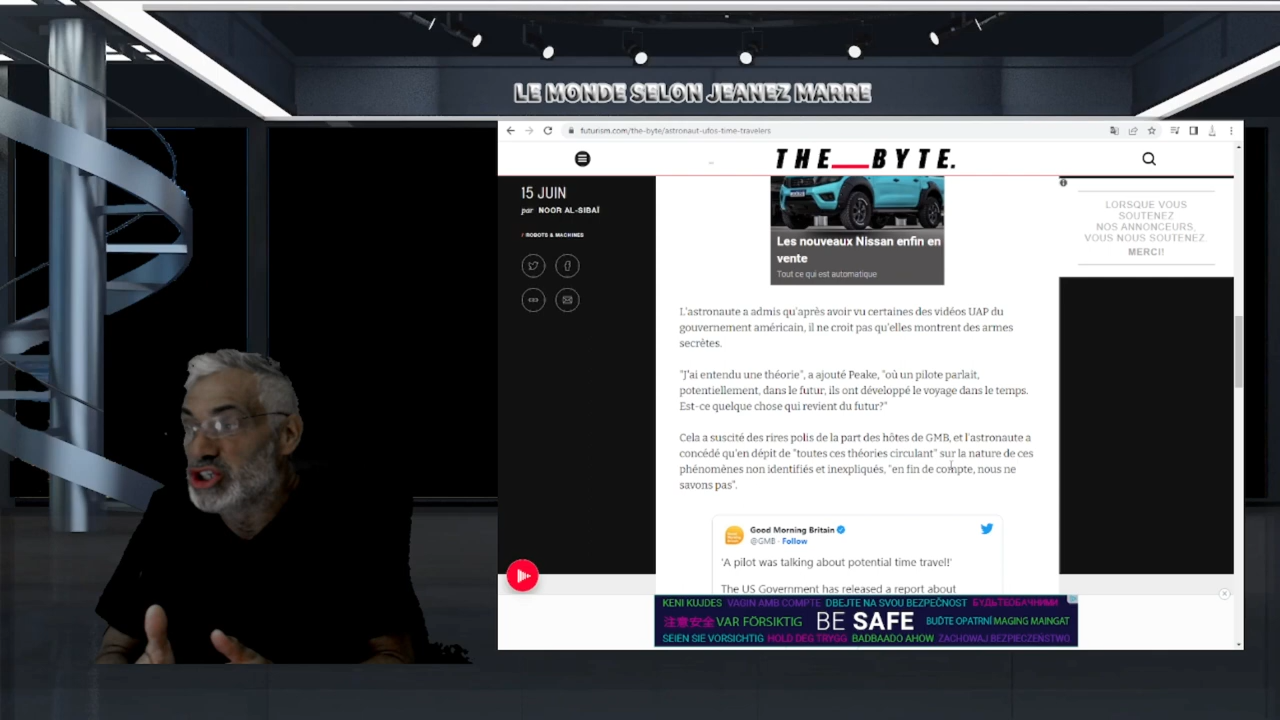 LE MONDE SELON JEANEZ MARRE
futurism.com/the-byte/astronaut-ufos-time-travelers
THE__BYTE.
15 JUIN
par NOOR AL-SIBAÏ
/ ROBOTS & MACHINES
Les nouveaux Nissan enfin en
vente
Tout ce qui est automatique
LORSQUE VOUS
SOUTENEZ
NOS ANNONCEURS,
VOUS NOUS SOUTENEZ.
MERCI!
L'astronaute a admis qu'après avoir vu certaines des vidéos UAP du
gouvernement américain, il ne croit pas qu'elles montrent des armes
secrètes.
"J'ai entendu une théorie", a ajouté Peake, "où un pilote parlait,
potentiellement, dans le futur, ils ont développé le voyage dans le temps.
Est-ce quelque chose qui revient du futur?"
Cela a suscité des rires polis de la part des hôtes de GMB, et l'astronaute a
concédé qu'en dépit de "toutes ces théories circulant" sur la nature de ces
phénomènes non identifiés et inexpliqués, "en fin de compte, nous ne
savons pas".
Good Morning Britain
@GMB · Follow
'A pilot was talking about potential time travel!'
The US Government has released a report about
KENI KUJDES VAGIN AMB COMPTE DBEJTE NA SVOU BEZPEČNOST БУДЬТЕОБАЧНИМИ
注意安全 VAR FÖRSIKTIG BE SAFE BUĎTE OPATRNÍ MAGING MAINGAT
SEIEN SIE VORSICHTIG HOLD DEG TRYGG BADBAADO AHOW ZACHOWAJ BEZPIECZEŃSTWO